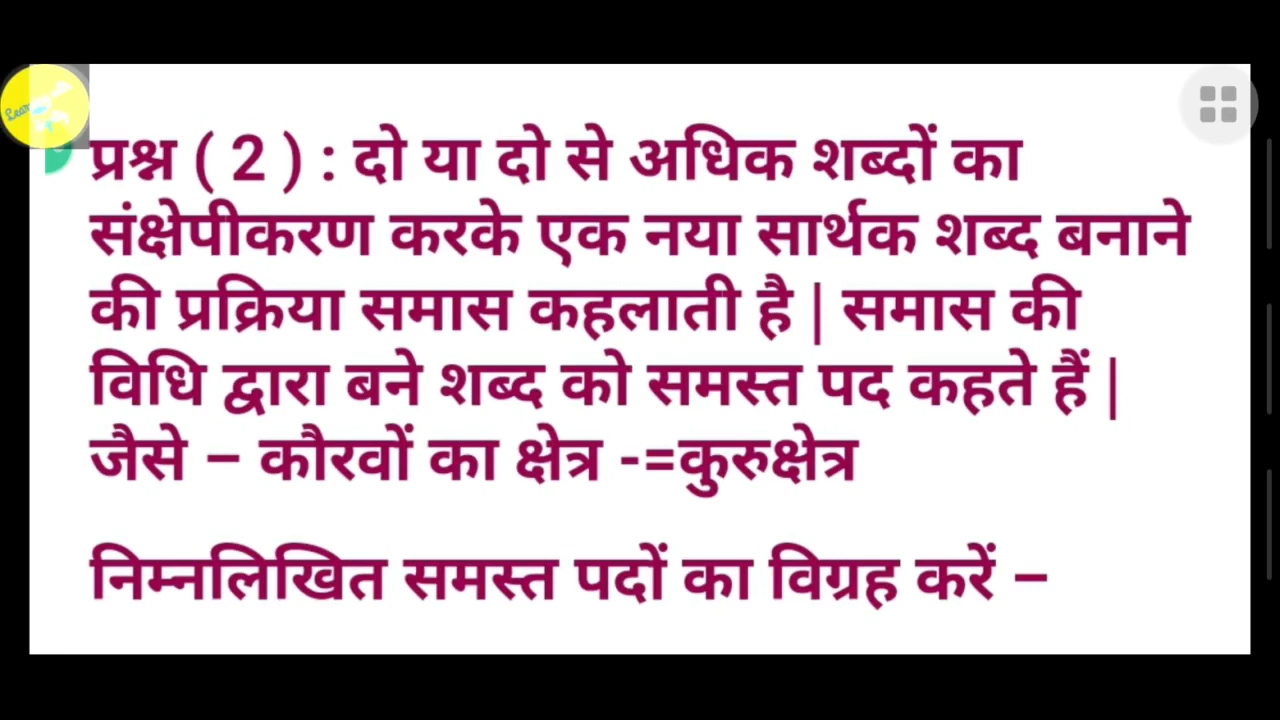 प्रश्न ( 2 ) : दो या दो से अधिक शब्दों का
संक्षेपीकरण करके एक नया सार्थक शब्द बनाने
की प्रक्रिया समास कहलाती है | समास की
विधि द्वारा बने शब्द को समस्त पद कहते हैं |
जैसे – कौरवों का क्षेत्र -=कुरुक्षेत्र
निम्नलिखित समस्त पदों का विग्रह करें –